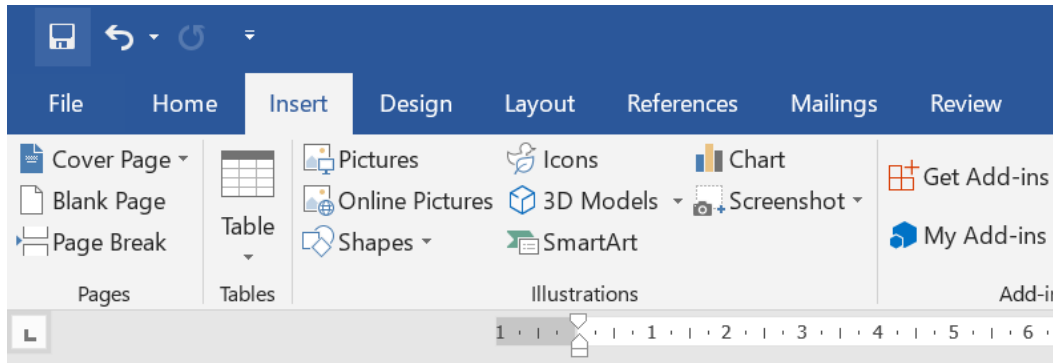 File Home Insert Design Layout References Mailings Review
Cover Page Pictures Icons Chart Get Add-ins
Blank Page Table Online Pictures 3D Models Screenshot
Page Break Shapes SmartArt My Add-ins
Pages Tables Illustrations
1 1 2 3 4 5 6